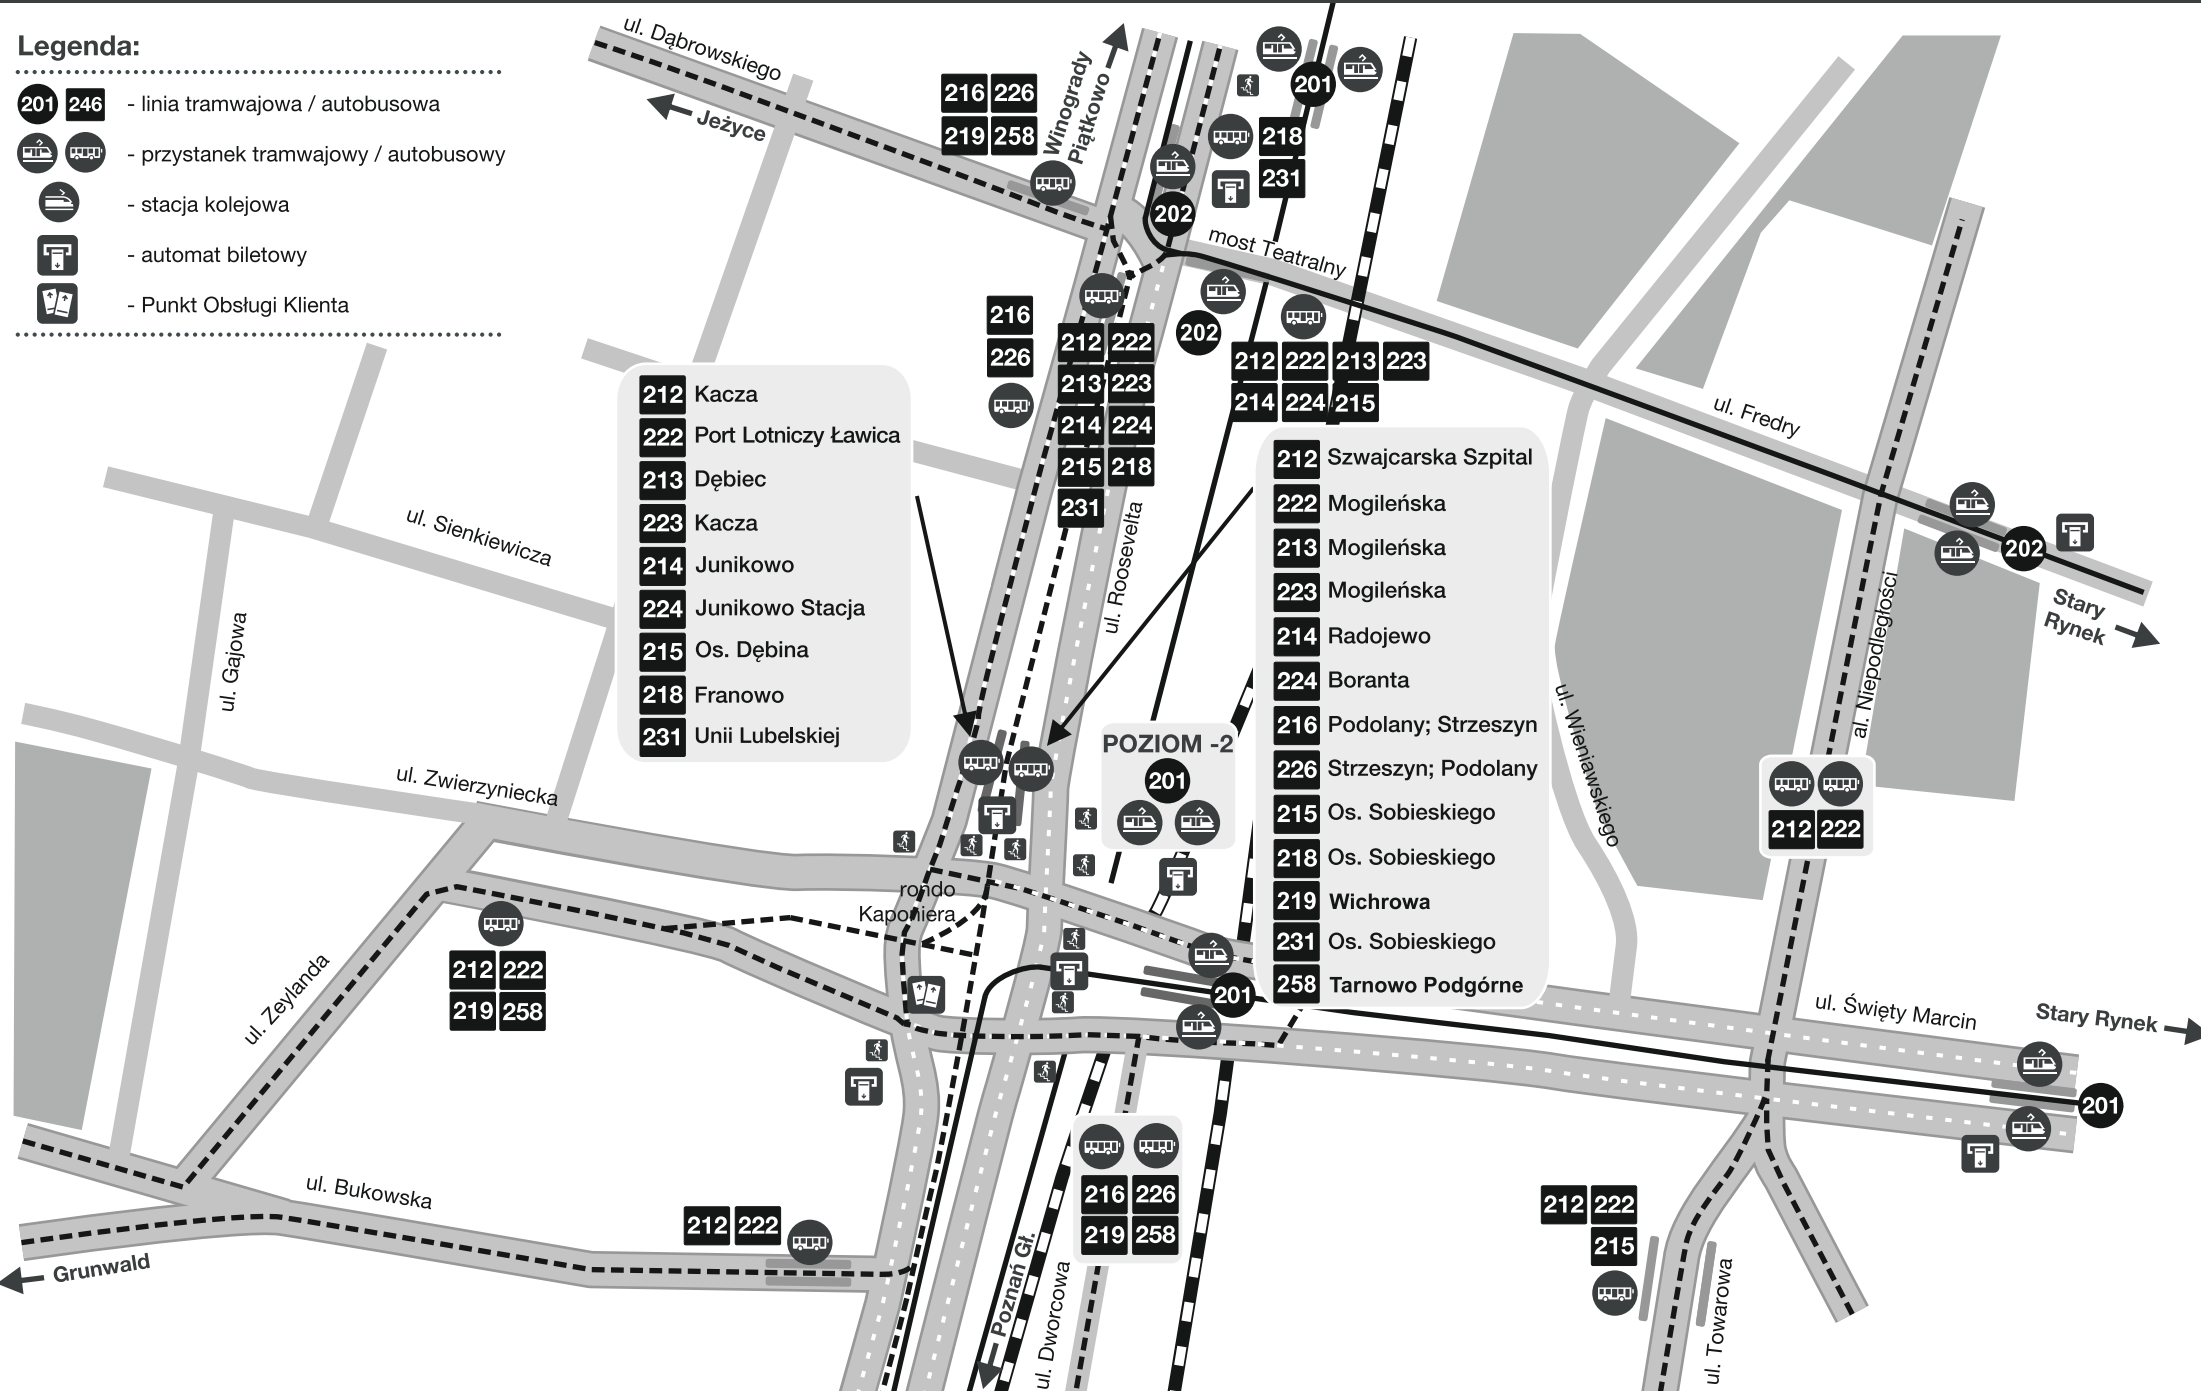 Legenda:
201 246 - linia tramwajowa / autobusowa
- przystanek tramwajowy / autobusowy
- stacja kolejowa
- automat biletowy
- Punkt Obsługi Klienta
ul. Dąbrowskiego
Jeżyce
216 226
219 258
Winogrady
Piątkowo
201
218
231
202
most Teatralny
202
216
226
212 222
213 223
214 224
215 218
231
212 222 213 223
214 224 215
ul. Fredry
202
Stary
Rynek
212 Kacza
222 Port Lotniczy Ławica
213 Dębiec
223 Kacza
214 Junikowo
224 Junikowo Stacja
215 Os. Dębina
218 Franowo
231 Unii Lubelskiej
212 Szwajcarska Szpital
222 Mogileńska
213 Mogileńska
223 Mogileńska
214 Radojewo
224 Boranta
216 Podolany; Strzeszyn
226 Strzeszyn; Podolany
215 Os. Sobieskiego
218 Os. Sobieskiego
219 Wichrowa
231 Os. Sobieskiego
258 Tarnowo Podgórne
ul. Sienkiewicza
ul. Gajowa
ul. Roosevelta
ul. Zwierzyniecka
POZIOM -2
201
ul. Wieniawskiego
al. Niepodległości
212 222
rondo
Kaponiera
212 222
219 258
ul. Zeylanda
201
ul. Święty Marcin
Stary Rynek
201
ul. Bukowska
Grunwald
212 222
216 226
219 258
Poznań Gł.
ul. Dworcowa
212 222
215
ul. Towarowa